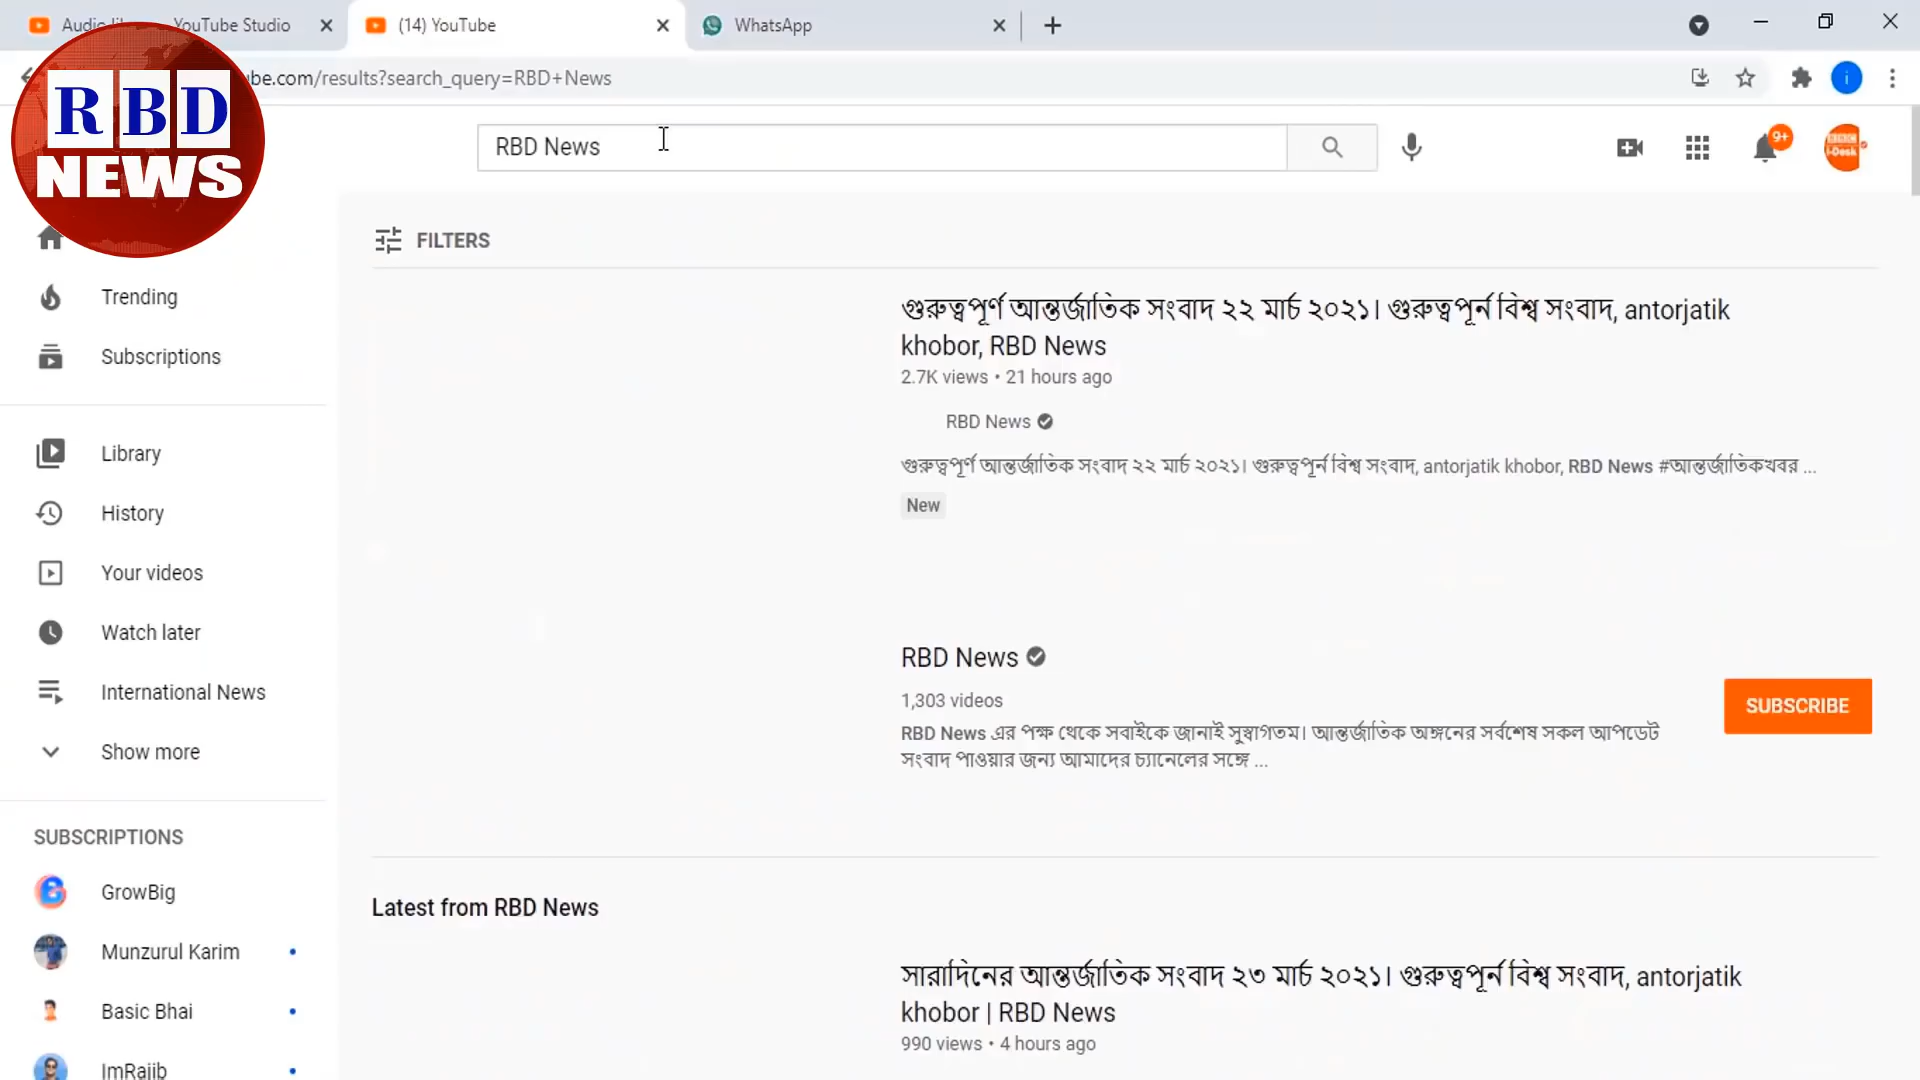 YouTube Studio
(14) YouTube
WhatsApp
be.com/results?search_query=RBD+News
i
RBD
NEWS
RBD News
9+
i-Desk
FILTERS
Trending
Subscriptions
Library
History
Your videos
Watch later
International News
Show more
SUBSCRIPTIONS
GrowBig
Munzurul Karim
Basic Bhai
ImRajib
গুরুত্বপূর্ণ আন্তর্জাতিক সংবাদ ২২ মার্চ ২০২১। গুরুত্বপূর্ন বিশ্ব সংবাদ, antorjatik
khobor, RBD News
2.7K views • 21 hours ago
RBD News
গুরুত্বপূর্ণ আন্তর্জাতিক সংবাদ ২২ মার্চ ২০২১। গুরুত্বপূর্ন বিশ্ব সংবাদ, antorjatik khobor, RBD News #আন্তর্জাতিকখবর ...
New
RBD News
1,303 videos
RBD News এর পক্ষ থেকে সবাইকে জানাই সুস্বাগতম। আন্তর্জাতিক অঙ্গনের সর্বশেষ সকল আপডেট
সংবাদ পাওয়ার জন্য আমাদের চ্যানেলের সঙ্গে ...
SUBSCRIBE
Latest from RBD News
সারাদিনের আন্তর্জাতিক সংবাদ ২৩ মার্চ ২০২১। গুরুত্বপূর্ন বিশ্ব সংবাদ, antorjatik
khobor | RBD News
990 views • 4 hours ago